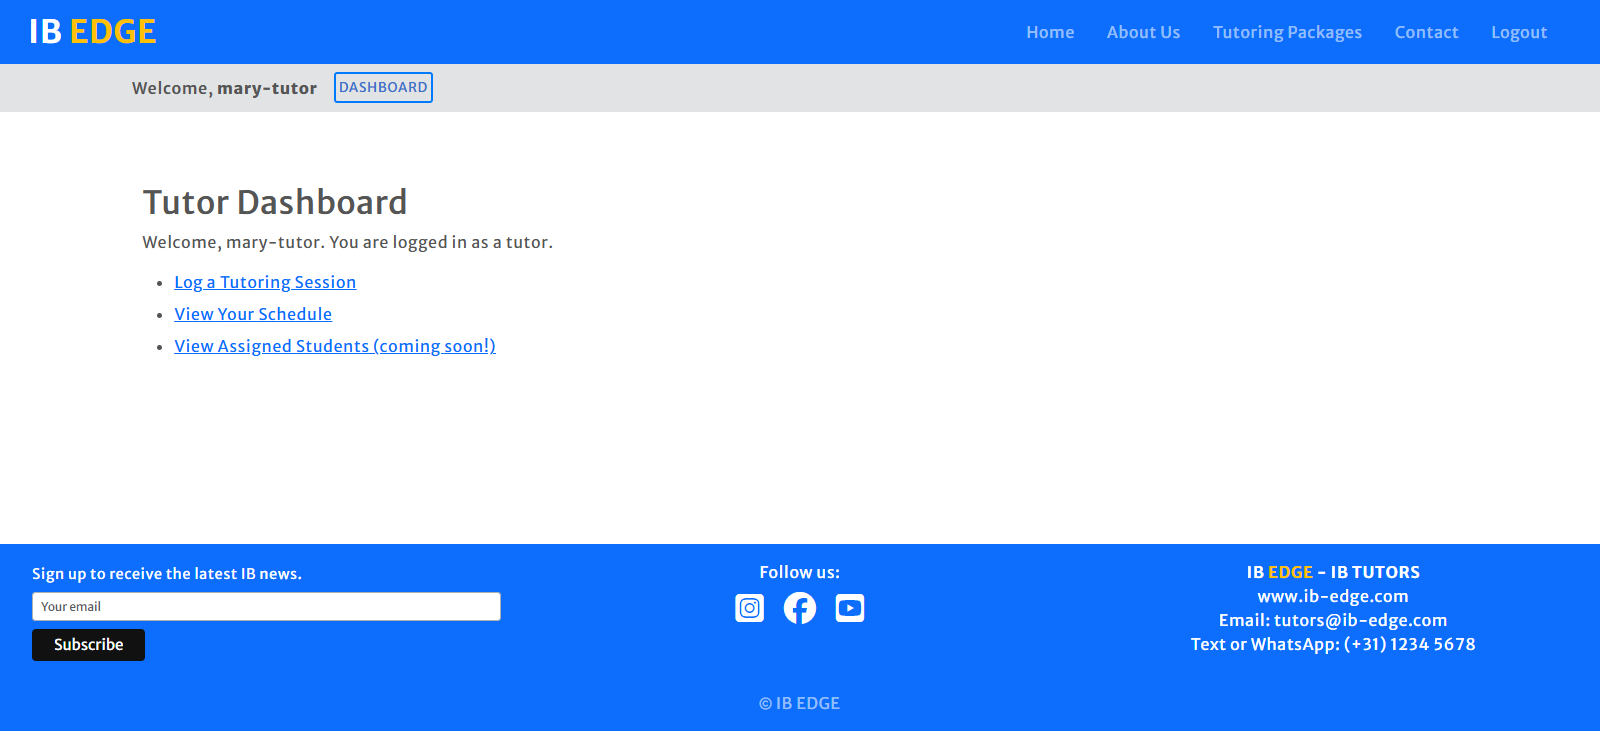 IB EDGE
Home About Us Tutoring Packages Contact Logout
Welcome, mary-tutor DASHBOARD
Tutor Dashboard
Welcome, mary-tutor. You are logged in as a tutor.
• Log a Tutoring Session
• View Your Schedule
• View Assigned Students (coming soon!)
Sign up to receive the latest IB news.
Your email
Subscribe
Follow us:
IB EDGE - IB TUTORS
www.ib-edge.com
Email: tutors@ib-edge.com
Text or WhatsApp: (+31) 1234 5678
© IB EDGE